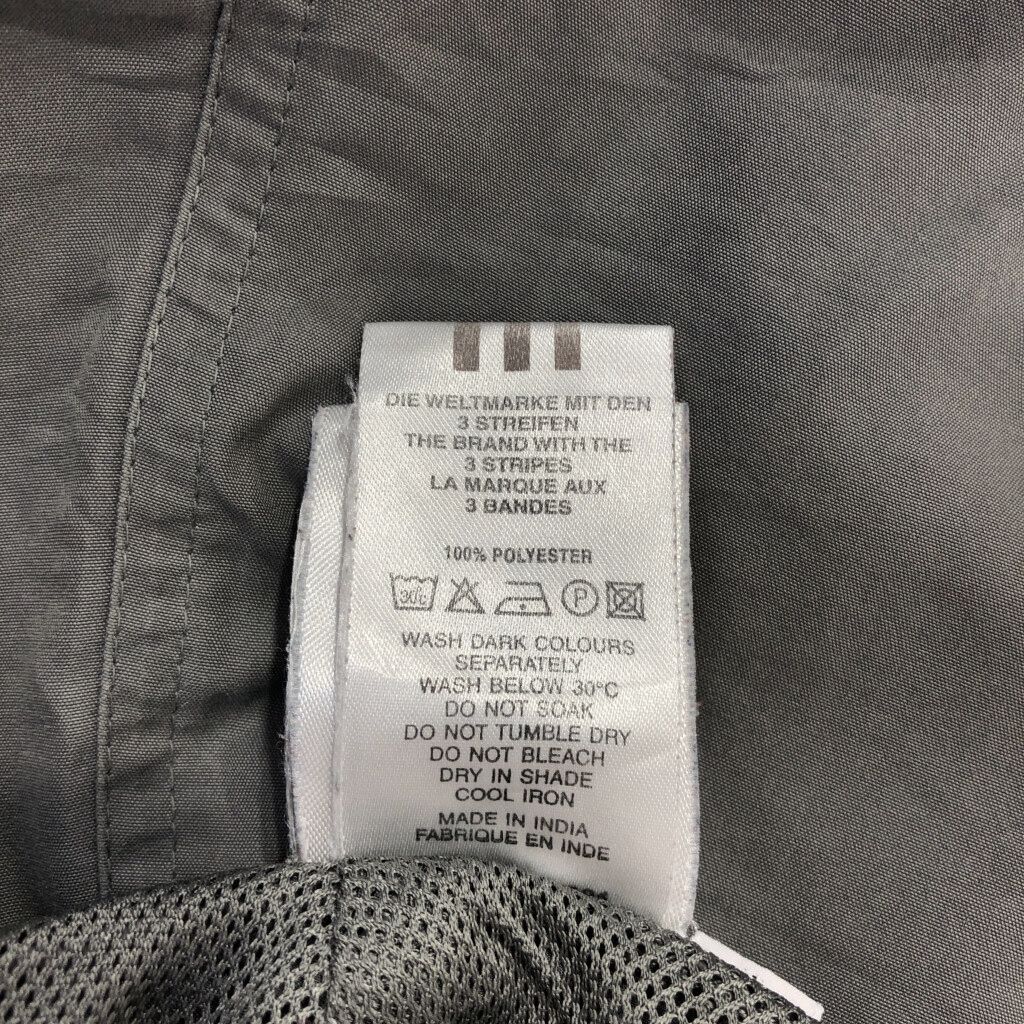 DIE WELTMARKE MIT DEN
3 STREIFEN
THE BRAND WITH THE
3 STRIPES
LA MARQUE AUX
3 BANDES
100% POLYESTER
30°C P
WASH DARK COLOURS
SEPARATELY
WASH BELOW 30°C
DO NOT SOAK
DO NOT TUMBLE DRY
DO NOT BLEACH
DRY IN SHADE
COOL IRON
MADE IN INDIA
FABRIQUE EN INDE